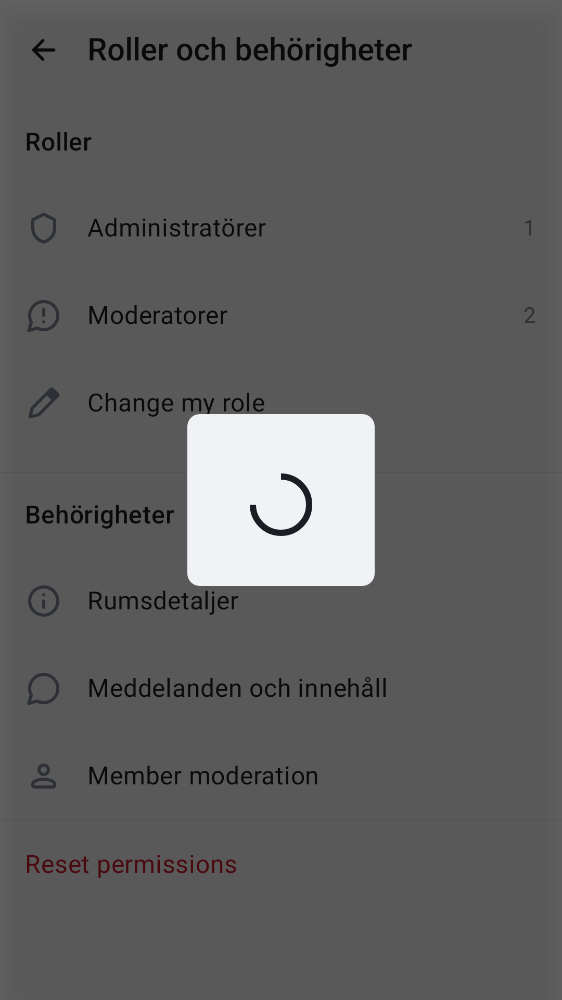 Roller och behörigheter
Roller
Administratörer 1
Moderatorer 2
Change my role
Behörigheter
Rumsdetaljer
Meddelanden och innehåll
Member moderation
Reset permissions